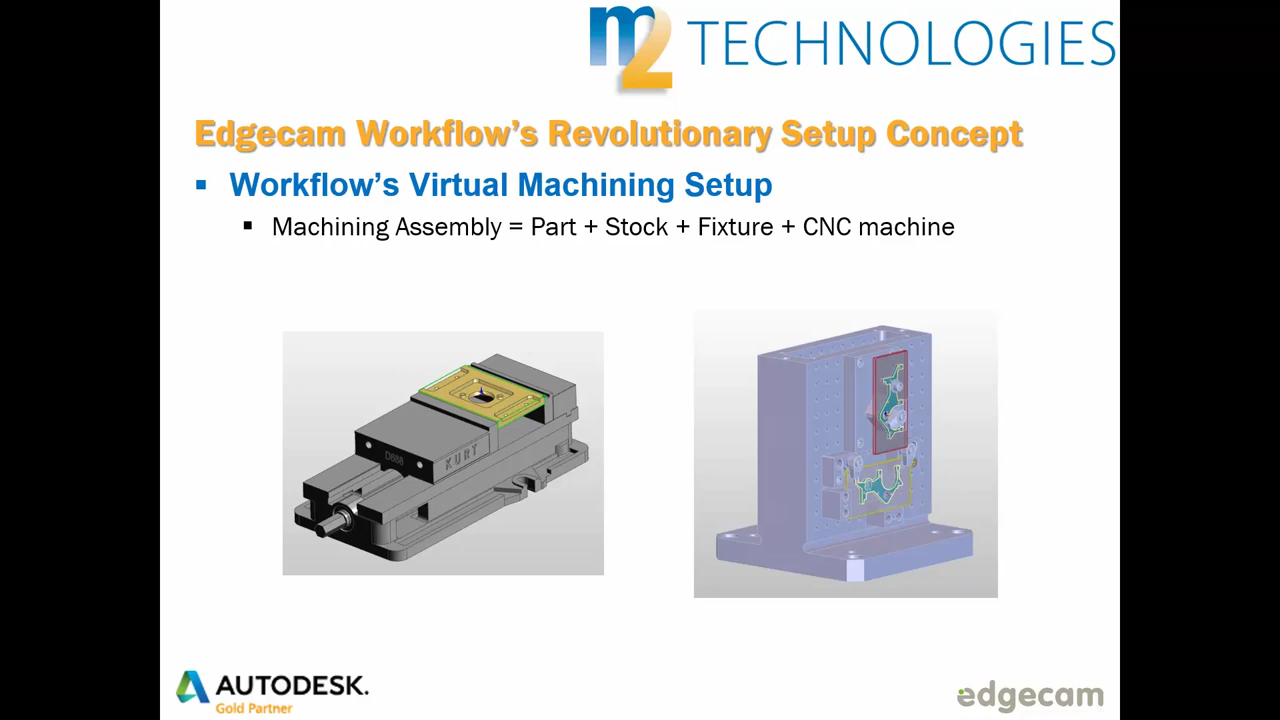 m2 TECHNOLOGIES
Edgecam Workflow's Revolutionary Setup Concept
▪ Workflow's Virtual Machining Setup
▪ Machining Assembly = Part + Stock + Fixture + CNC machine
D688
KURT
AUTODESK.
Gold Partner
edgecam